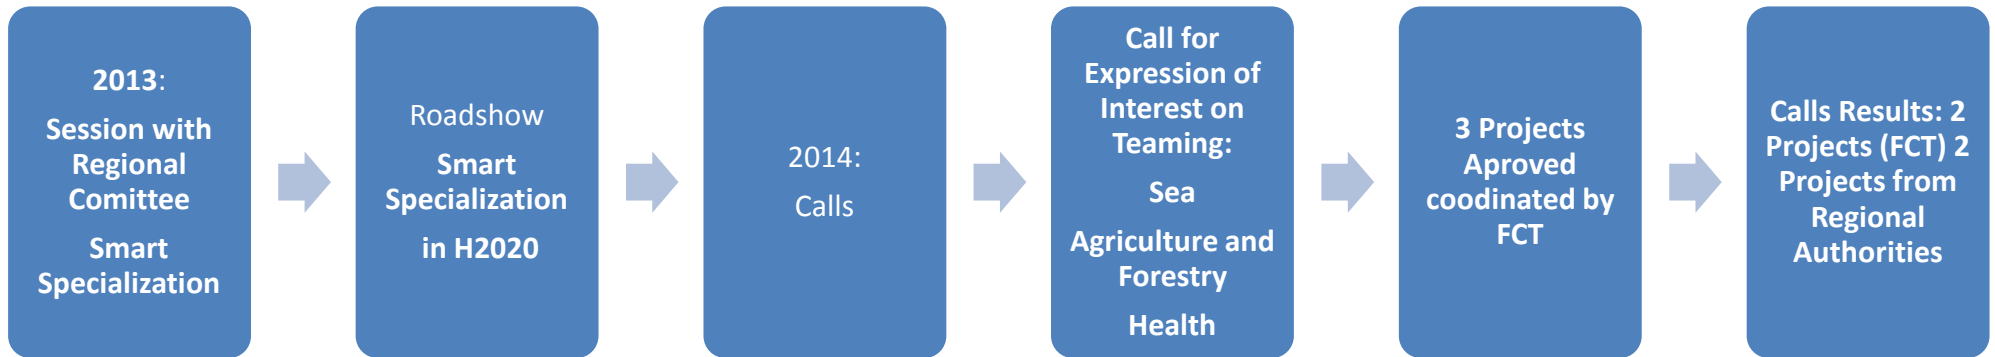 2013:
Session with
Regional
Comittee
Smart
Specialization
Roadshow
Smart
Specialization
in H2020
2014:
Calls
Call for
Expression of
Interest on
Teaming:
Sea
Agriculture and
Forestry
Health
3 Projects
Aproved
coodinated by
FCT
Calls Results: 2
Projects (FCT) 2
Projects from
Regional
Authorities